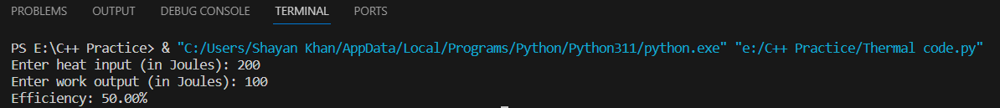 PROBLEMS OUTPUT DEBUG CONSOLE TERMINAL PORTS
PS E:\C++ Practice> & "C:/Users/Shayan Khan/AppData/Local/Programs/Python/Python311/python.exe" "e:/C++ Practice/Thermal code.py"
Enter heat input (in Joules): 200
Enter work output (in Joules): 100
Efficiency: 50.00%